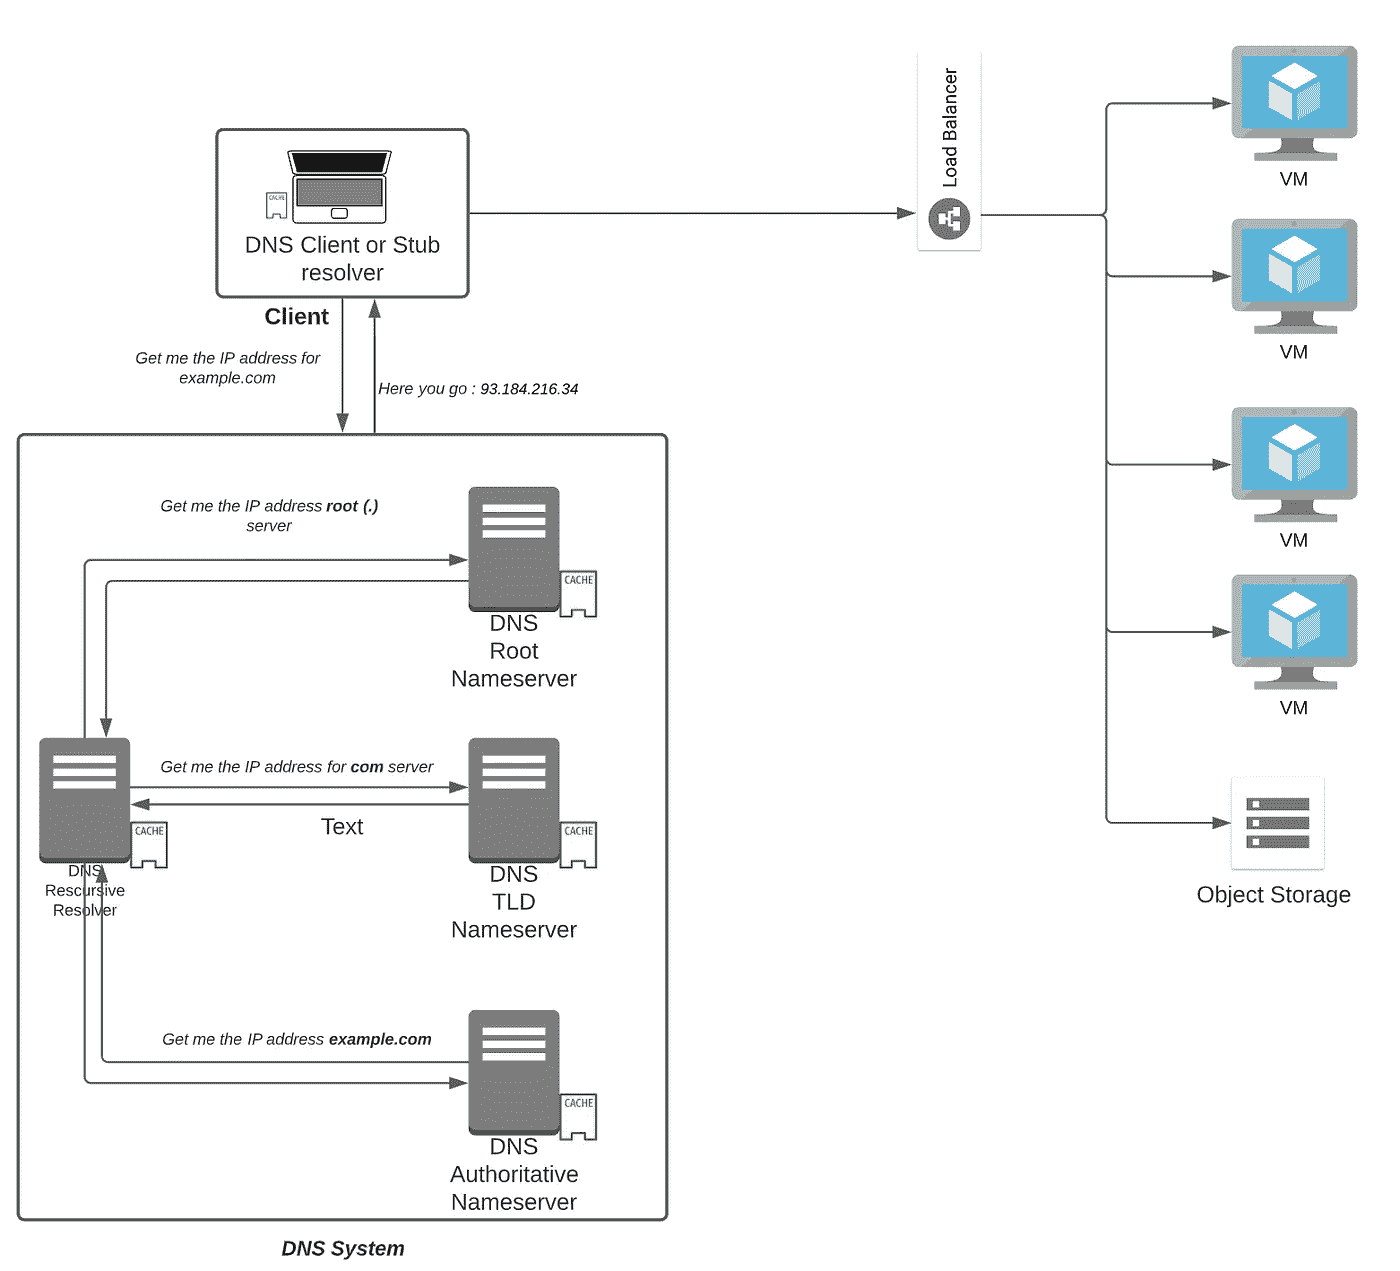 Load Balancer
VM
CACHE
DNS Client or Stub
resolver
Client
VM
Get me the IP address for
example.com
Here you go : 93.184.216.34
Get me the IP address root (.)
server
VM
CACHE
DNS
Root
Nameserver
VM
Get me the IP address for com server
Text
CACHE
CACHE
DNS
Rescursive
Resolver
DNS
TLD
Nameserver
Object Storage
Get me the IP address example.com
CACHE
DNS
Authoritative
Nameserver
DNS System